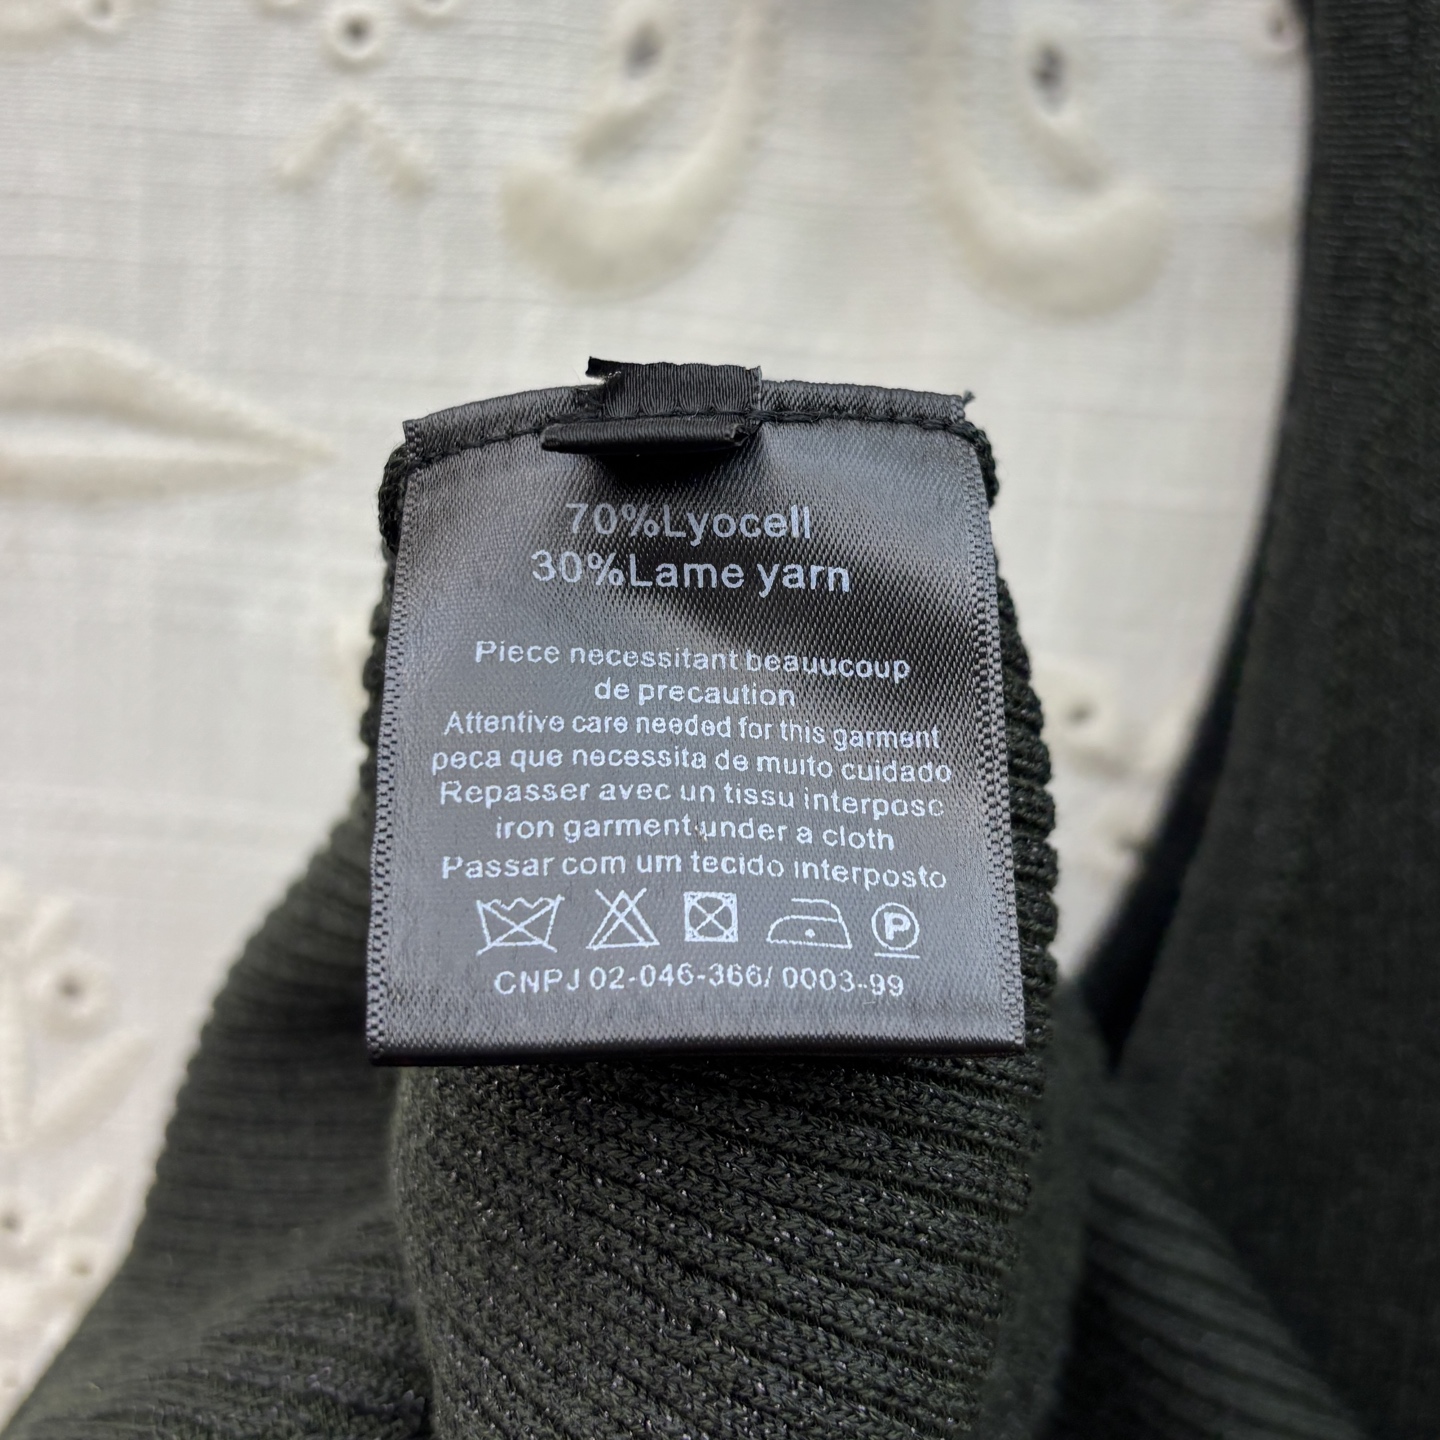 70%Lyocell
30%Lame yarn
Piece necessitant beauucoup
de precaution
Attentive care needed for this garment
peca que necessita de muito cuidado
Repasser avec un tissu interposc
iron garment under a cloth
Passar com um tecido interposto
P
CNPJ 02-046-366/ 0003-99